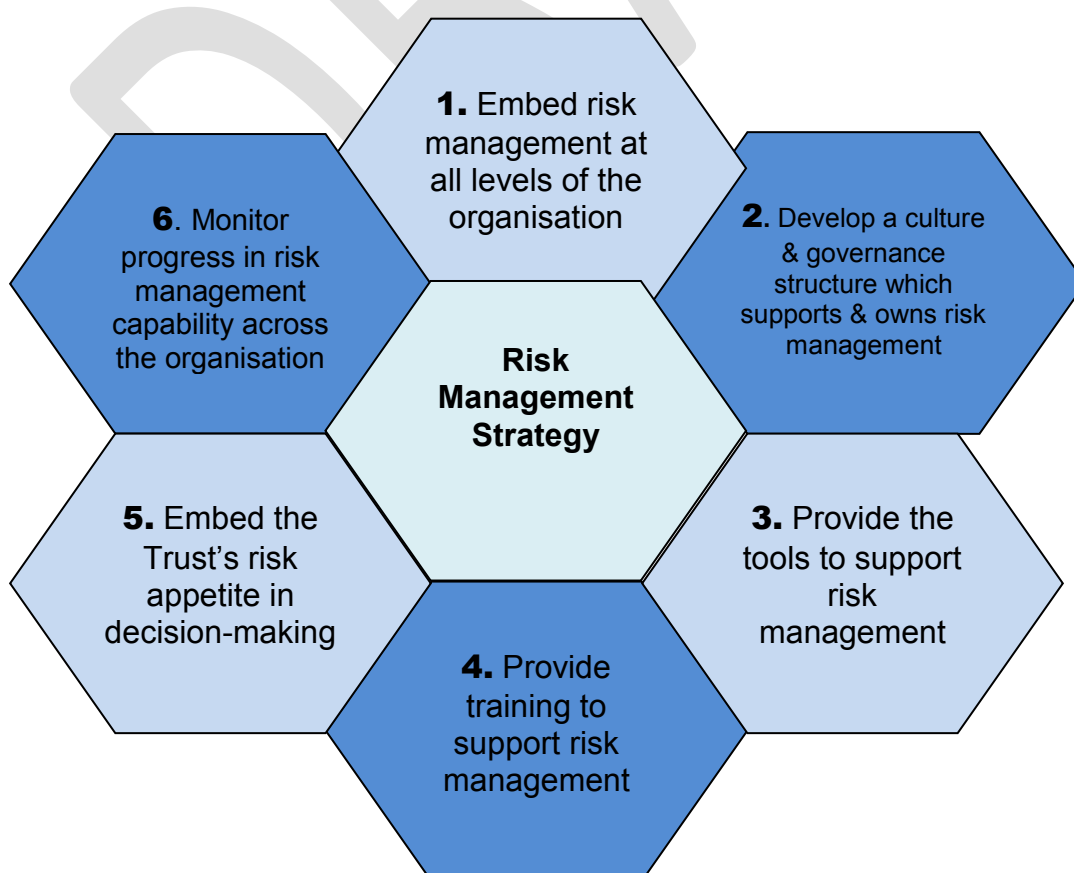 1. Embed risk
management at
all levels of the
organisation
2. Develop a culture
& governance
structure which
supports & owns risk
management
3. Provide the
tools to support
risk
management
4. Provide
training to
support risk
management
5. Embed the
Trust’s risk
appetite in
decision-making
6. Monitor
progress in risk
management
capability across
the organisation
Risk
Management
Strategy